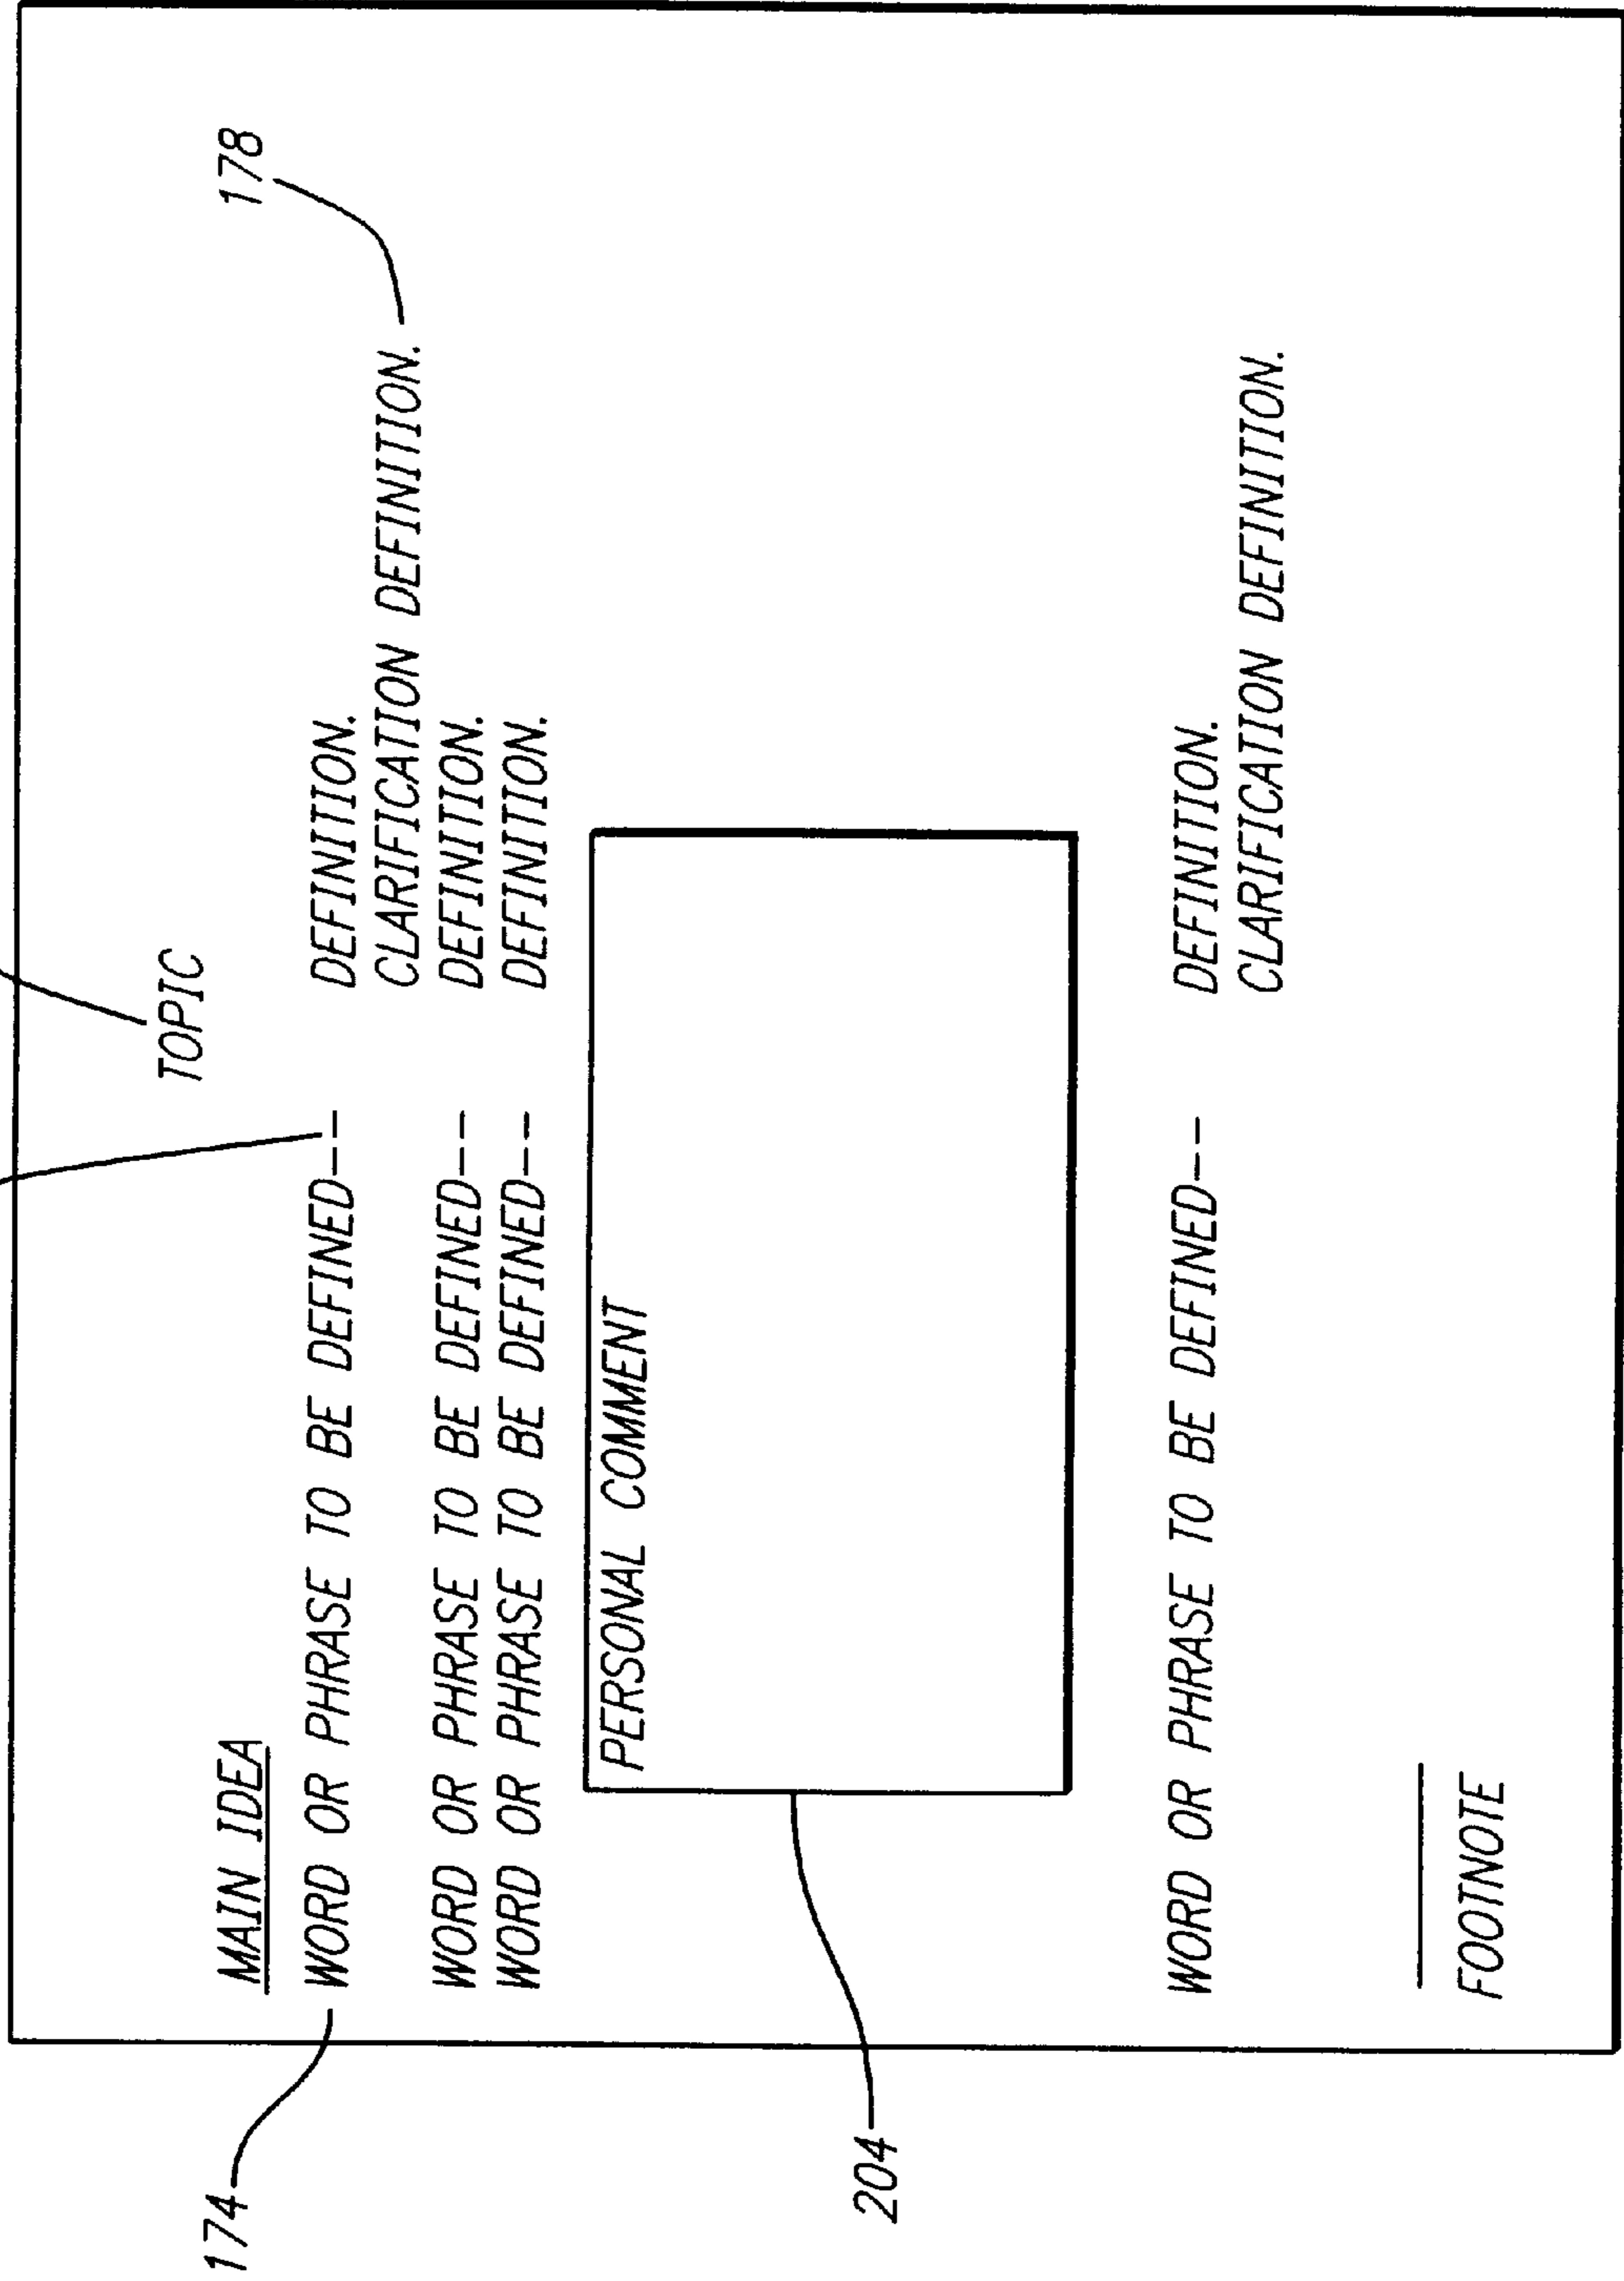 TOPIC
178
MAIN IDEA
174
WORD OR PHRASE TO BE DEFINED-- DEFINITION.
CLARIFICATION DEFINITION.
WORD OR PHRASE TO BE DEFINED-- DEFINITION.
WORD OR PHRASE TO BE DEFINED-- DEFINITION.
PERSONAL COMMENT
204
WORD OR PHRASE TO BE DEFINED-- DEFINITION.
CLARIFICATION DEFINITION.
FOOTNOTE